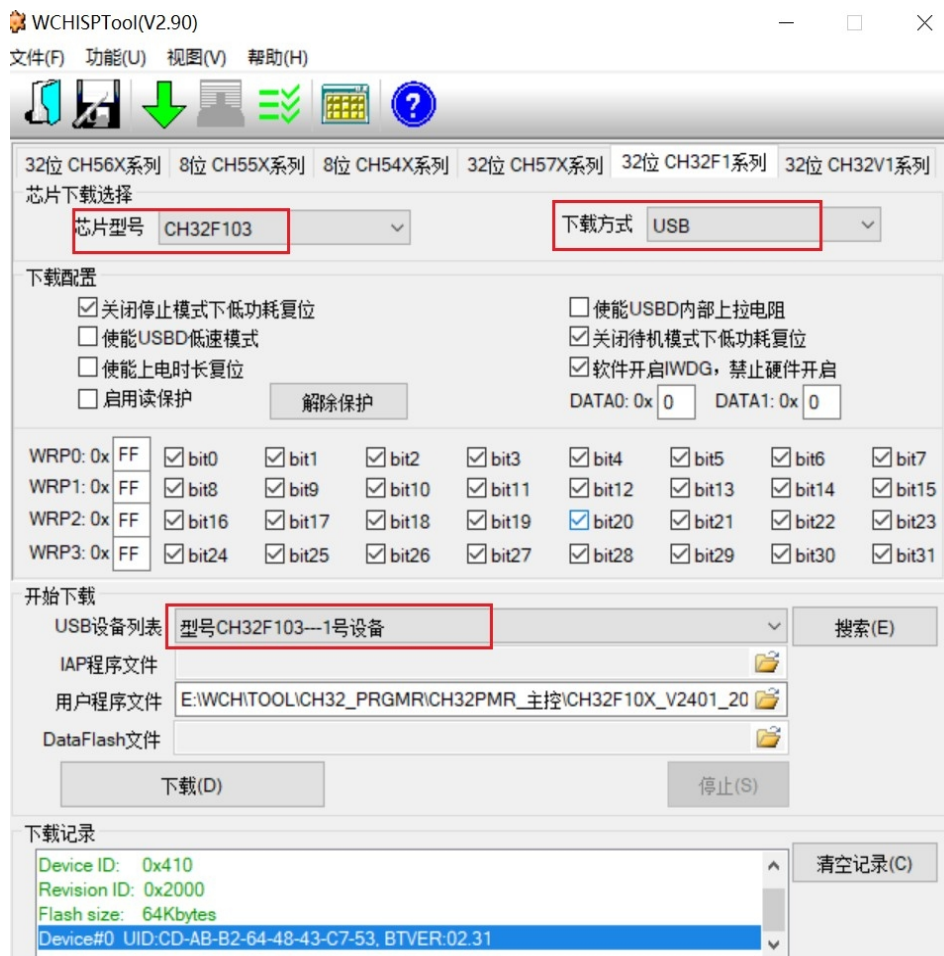 WCHISPTool(V2.90)
文件(F) 功能(U) 视图(V) 帮助(H)
32位 CH56X系列 8位 CH55X系列 8位 CH54X系列 32位 CH57X系列 32位 CH32F1系列 32位 CH32V1系列
芯片下载选择
芯片型号 CH32F103 下载方式 USB
下载配置
关闭停止模式下低功耗复位 使能USBD内部上拉电阻
使能USBD低速模式 关闭待机模式下低功耗复位
使能上电时长复位 软件开启IWDG，禁止硬件开启
启用读保护 解除保护 DATA0: 0x 0 DATA1: 0x 0
WRP0: 0x FF bit0 bit1 bit2 bit3 bit4 bit5 bit6 bit7
WRP1: 0x FF bit8 bit9 bit10 bit11 bit12 bit13 bit14 bit15
WRP2: 0x FF bit16 bit17 bit18 bit19 bit20 bit21 bit22 bit23
WRP3: 0x FF bit24 bit25 bit26 bit27 bit28 bit29 bit30 bit31
开始下载
USB设备列表 型号CH32F103---1号设备 搜索(E)
IAP程序文件
用户程序文件 E:\WCH\TOOL\CH32_PRGMR\CH32PMR_主控\CH32F10X_V2401_20
DataFlash文件
下载(D) 停止(S)
下载记录
Device ID: 0x410 清空记录(C)
Revision ID: 0x2000
Flash size: 64Kbytes
Device#0 UID:CD-AB-B2-64-48-43-C7-53, BTVER:02.31